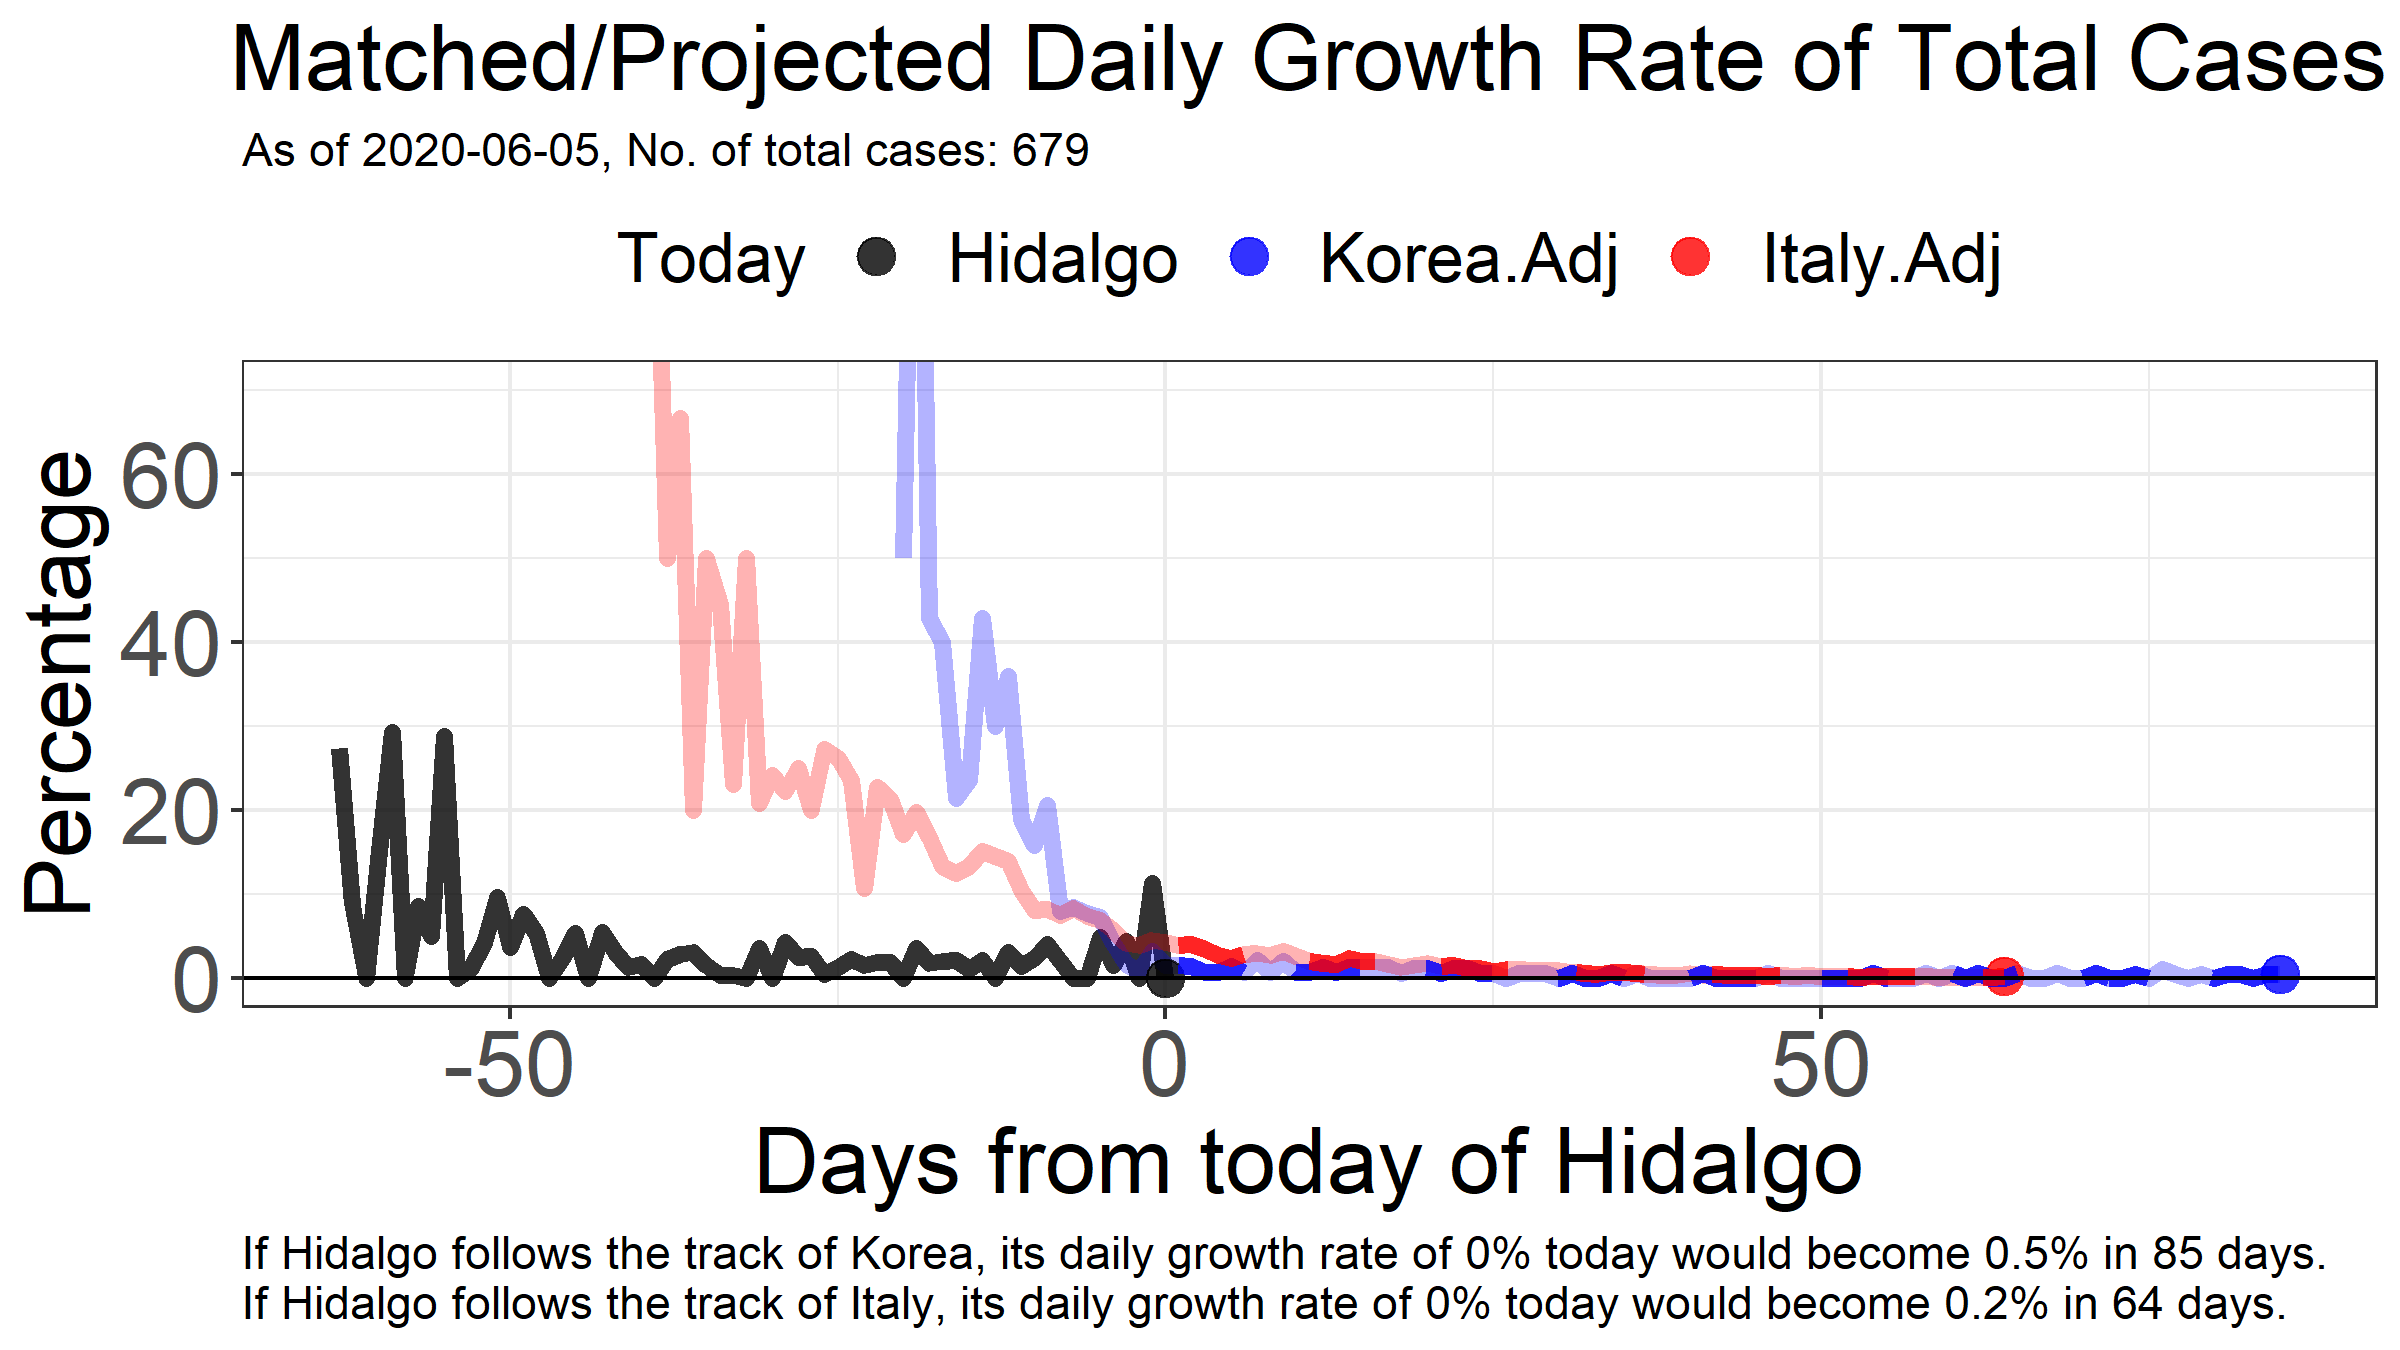 Matched/Projected Daily Growth Rate of Total Cases
As of 2020-06-05, No. of total cases: 679
Today Hidalgo Korea.Adj Italy.Adj
Percentage
60
40
20
0
-50 0 50
Days from today of Hidalgo
If Hidalgo follows the track of Korea, its daily growth rate of 0% today would become 0.5% in 85 days.
If Hidalgo follows the track of Italy, its daily growth rate of 0% today would become 0.2% in 64 days.